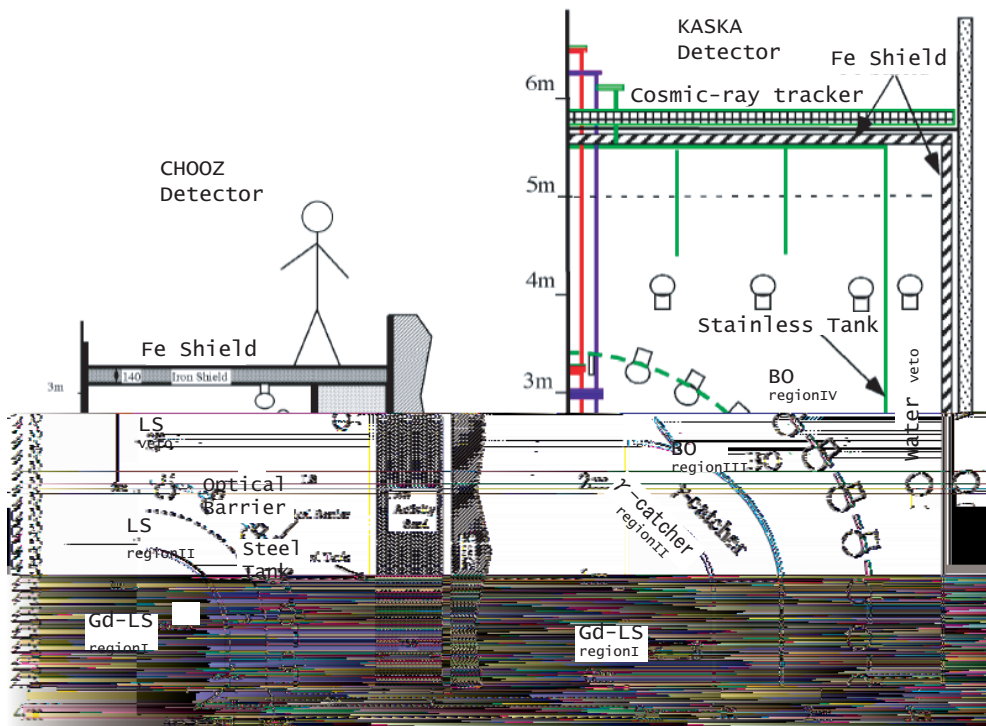 KASKA
Detector
Fe Shield
6m
Cosmic-ray tracker
CHOOZ
Detector
5m
4m
Stainless Tank
Fe Shield
140
Iron Shield
3m
3m
BO
regionIV
Water veto
LS
veto
BO
regionIII
Optical
Barrier
γ-catcher
regionII
γ-catcher
LS
regionII
Steel
Tank
Gd-LS
regionI
Gd-LS
regionI